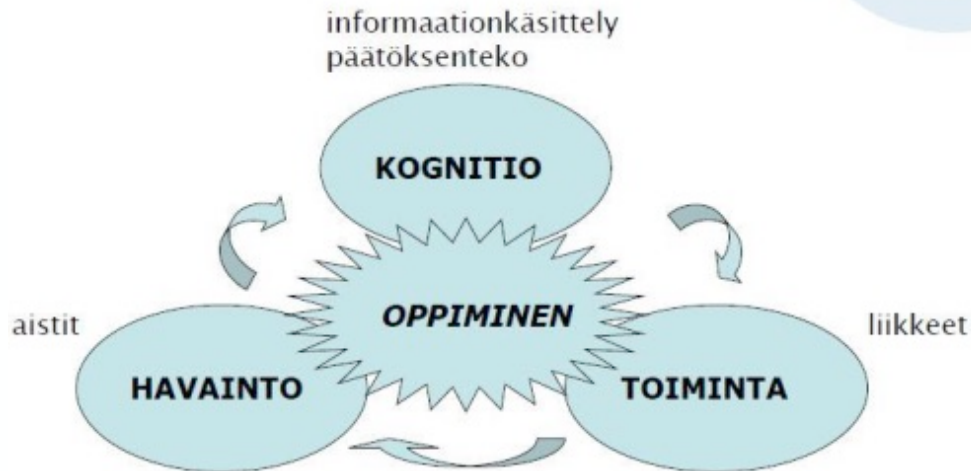 informaationkäsittely
päätöksenteko
KOGNITIO
OPPIMINEN
aistit
liikkeet
HAVAINTO
TOIMINTA